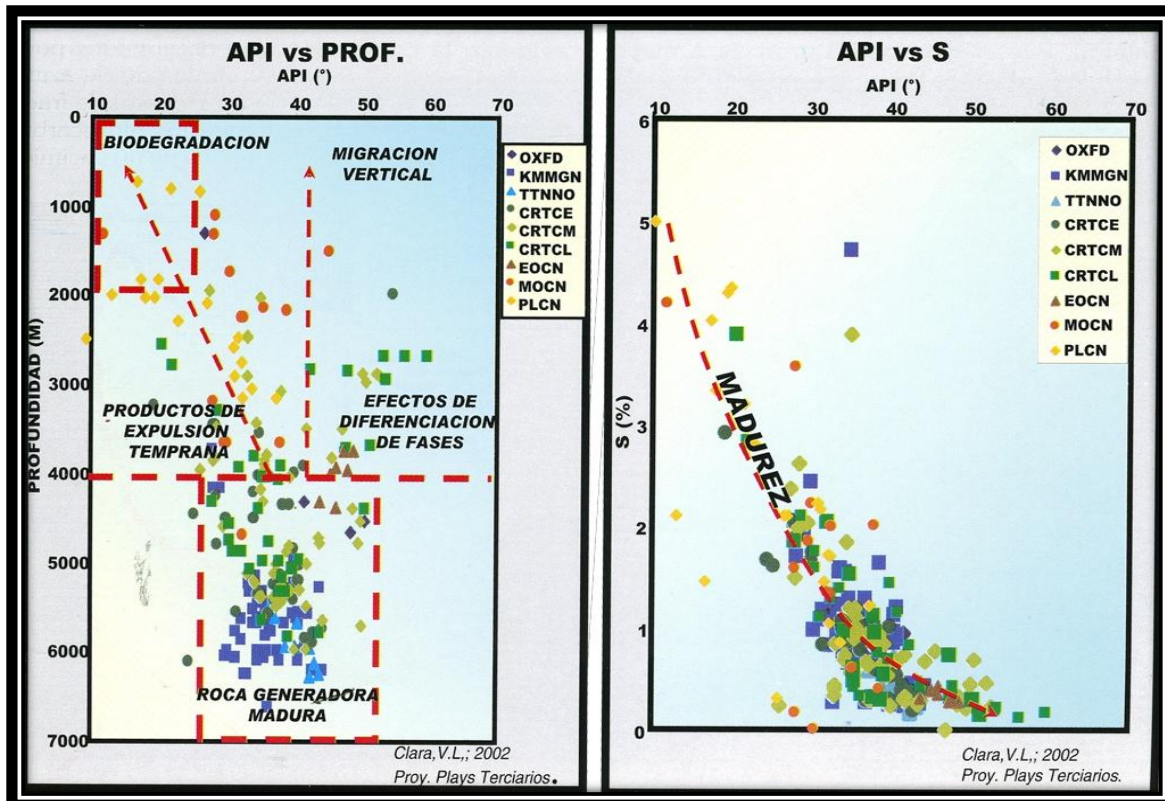 API vs PROF.
API (°)
10 20 30 40 50 60 70
0
1000
2000
3000
4000
5000
6000
7000
PROFUNDIDAD (M)
BIODEGRADACION
MIGRACION
VERTICAL
PRODUCTOS DE
EXPULSIÓN
TEMPRANA
EFECTOS DE
DIFERENCIACION
DE FASES
ROCA GENERADORA
MADURA
OXFD
KMMGN
TTNNO
CRTCE
CRTCM
CRTCL
EOCN
MOCN
PLCN
Clara,V.L,; 2002
Proy. Plays Terciarios.
API vs S
API (°)
10 20 30 40 50 60 70
6
5
4
3
2
1
0
S (%)
MADUREZ
OXFD
KMMGN
TTNNO
CRTCE
CRTCM
CRTCL
EOCN
MOCN
PLCN
Clara,V.L,; 2002
Proy. Plays Terciarios.